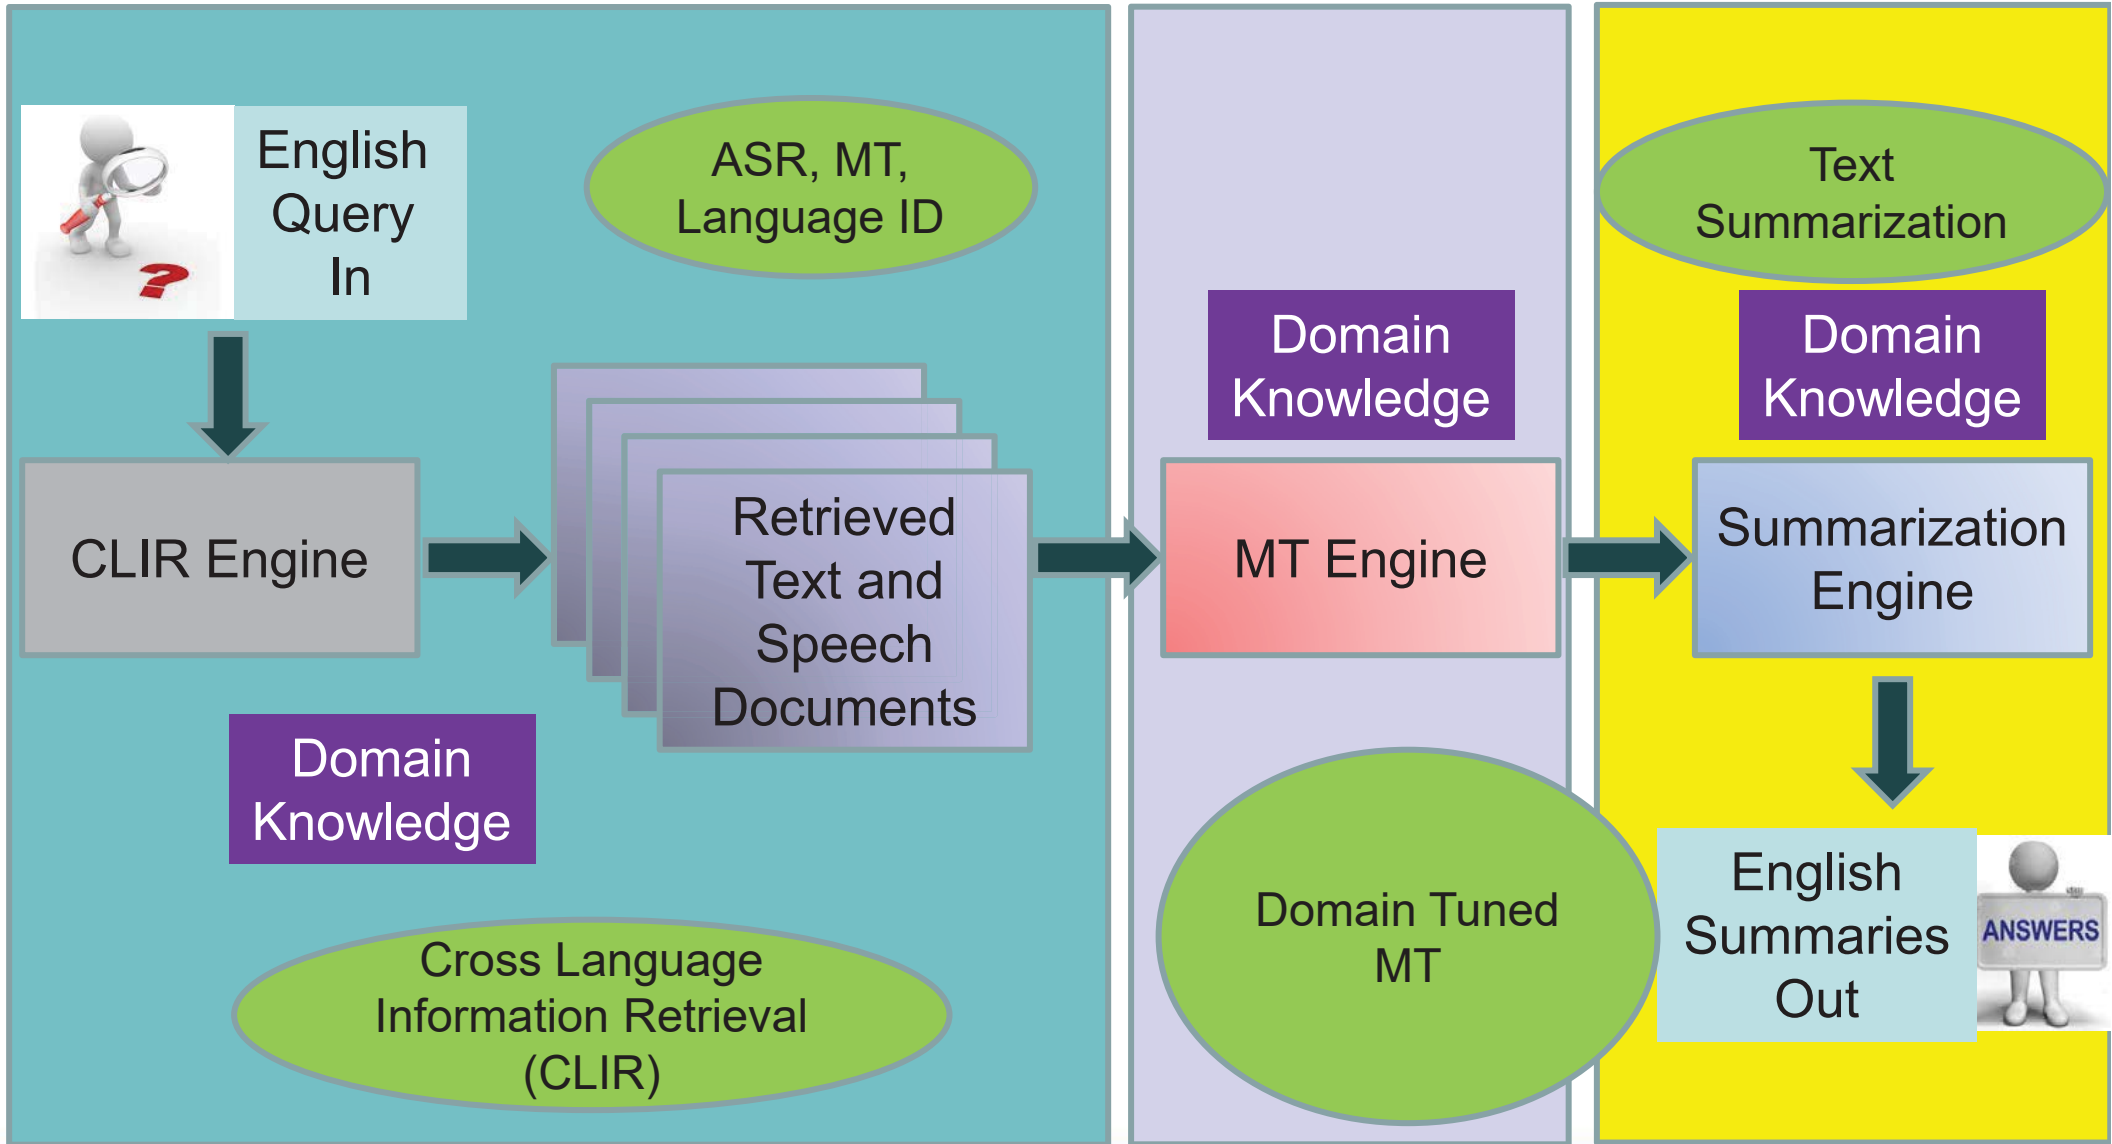 English
Query
In
ASR, MT,
Language ID
CLIR Engine
Retrieved
Text and
Speech
Documents
Domain
Knowledge
Cross Language
Information Retrieval
(CLIR)
Domain
Knowledge
MT Engine
Domain Tuned
MT
Text
Summarization
Domain
Knowledge
Summarization
Engine
English
Summaries
Out
ANSWERS